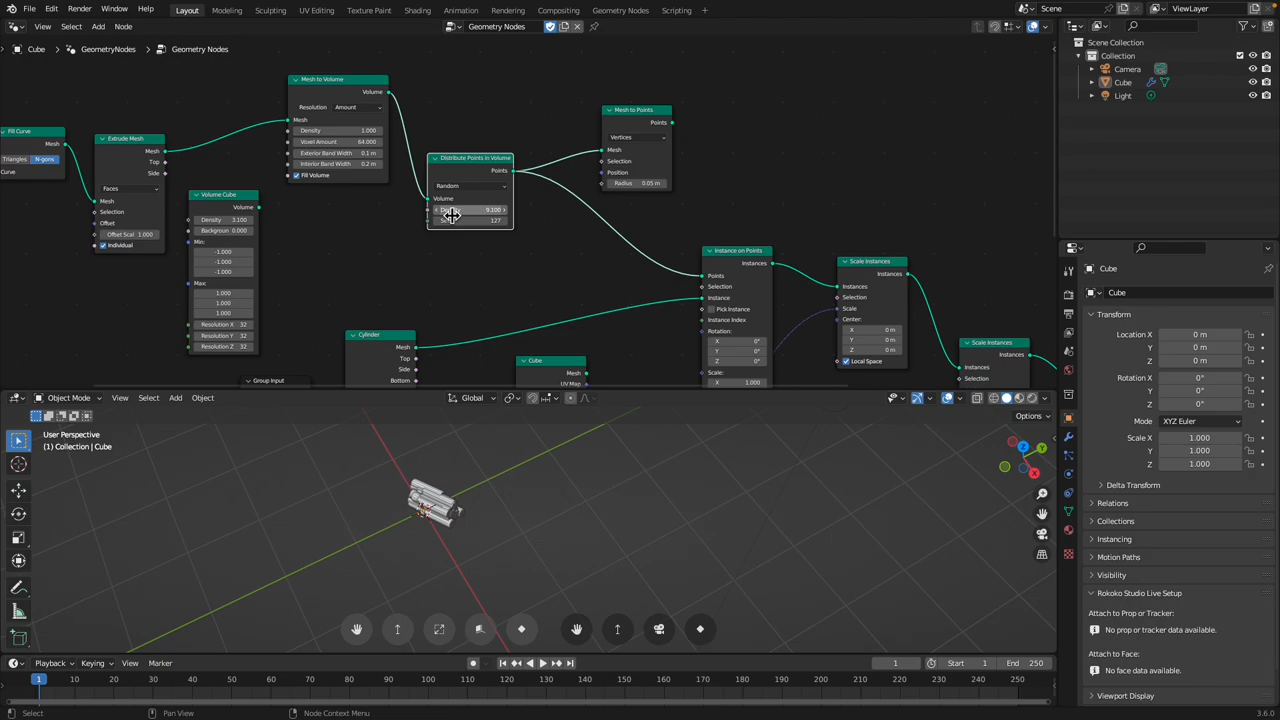 File Edit Render Window Help
Layout Modeling Sculpting UV Editing Texture Paint Shading Animation Rendering Compositing Geometry Nodes Scripting +
Scene
ViewLayer
View Select Add Node
Geometry Nodes
Cube > GeometryNodes > Geometry Nodes
Fill Curve
Mesh
Triangles N-gons
Curve
Extrude Mesh
Mesh
Top
Side
Faces
Mesh
Selection
Offset
Offset Scal 1.000
Individual
Volume Cube
Volume
Density 3.100
Backgroun 0.000
Min:
-1.000
-1.000
-1.000
Max:
1.000
1.000
1.000
Resolution X 32
Resolution Y 32
Resolution Z 32
Mesh to Volume
Volume
Resolution Amount
Mesh
Density 1.000
Voxel Amount 64.000
Exterior Band Width 0.1 m
Interior Band Width 0.2 m
Fill Volume
Distribute Points in Volume
Points
Random
Volume
9.100
127
Mesh to Points
Points
Vertices
Mesh
Selection
Position
Radius 0.05 m
Cylinder
Mesh
Top
Side
Bottom
Group Input
Cube
Mesh
UV Map
Instance on Points
Instances
Points
Selection
Instance
Pick Instance
Instance Index
Rotation:
X 0°
Y 0°
Z 0°
Scale:
X 1.000
Scale Instances
Instances
Instances
Selection
Scale
Center:
X 0 m
Y 0 m
Z 0 m
Local Space
Scale Instances
Instances
Instances
Selection
Object Mode View Select Add Object
Global
Options
User Perspective
(1) Collection | Cube
Z
Y
X
Playback Keying View Marker
1 Start 1 End 250
1 10 20 30 40 50 60 70 80 90 100 110 120 130 140 150 160 170 180 190 200 210 220 230 240 250
Select Pan View Node Context Menu
3.6.0
Scene Collection
Collection
Camera
Cube
Light
Cube
Cube
Transform
Location X 0 m
Y 0 m
Z 0 m
Rotation X 0°
Y 0°
Z 0°
Mode XYZ Euler
Scale X 1.000
Y 1.000
Z 1.000
Delta Transform
Relations
Collections
Instancing
Motion Paths
Visibility
Rokoko Studio Live Setup
Attach to Prop or Tracker:
No prop or tracker data available.
Attach to Face:
No face data available.
Viewport Display